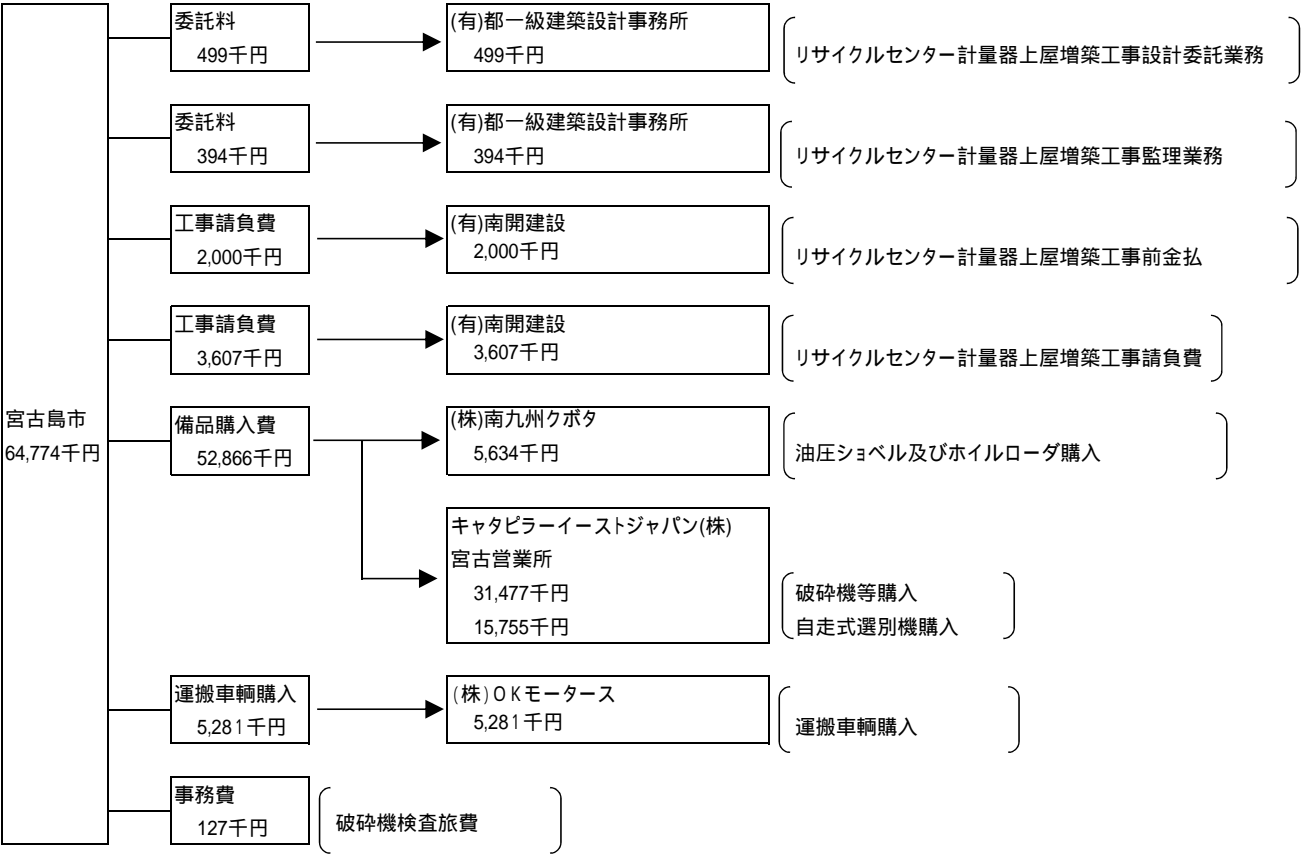 宮古島市
64,774千円
委託料
499千円
(有)都一級建築設計事務所
499千円
リサイクルセンター計量器上屋増築工事設計委託業務
委託料
394千円
(有)都一級建築設計事務所
394千円
リサイクルセンター計量器上屋増築工事監理業務
工事請負費
2,000千円
(有)南開建設
2,000千円
リサイクルセンター計量器上屋増築工事前金払
工事請負費
3,607千円
(有)南開建設
3,607千円
リサイクルセンター計量器上屋増築工事請負費
備品購入費
52,866千円
(株)南九州クボタ
5,634千円
油圧ショベル及びホイルローダ購入
キャタピラーイーストジャパン(株)
宮古営業所
31,477千円
15,755千円
破砕機等購入
自走式選別機購入
運搬車輌購入
5,281千円
(株)OKモータース
5,281千円
運搬車輌購入
事務費
127千円
破砕機検査旅費